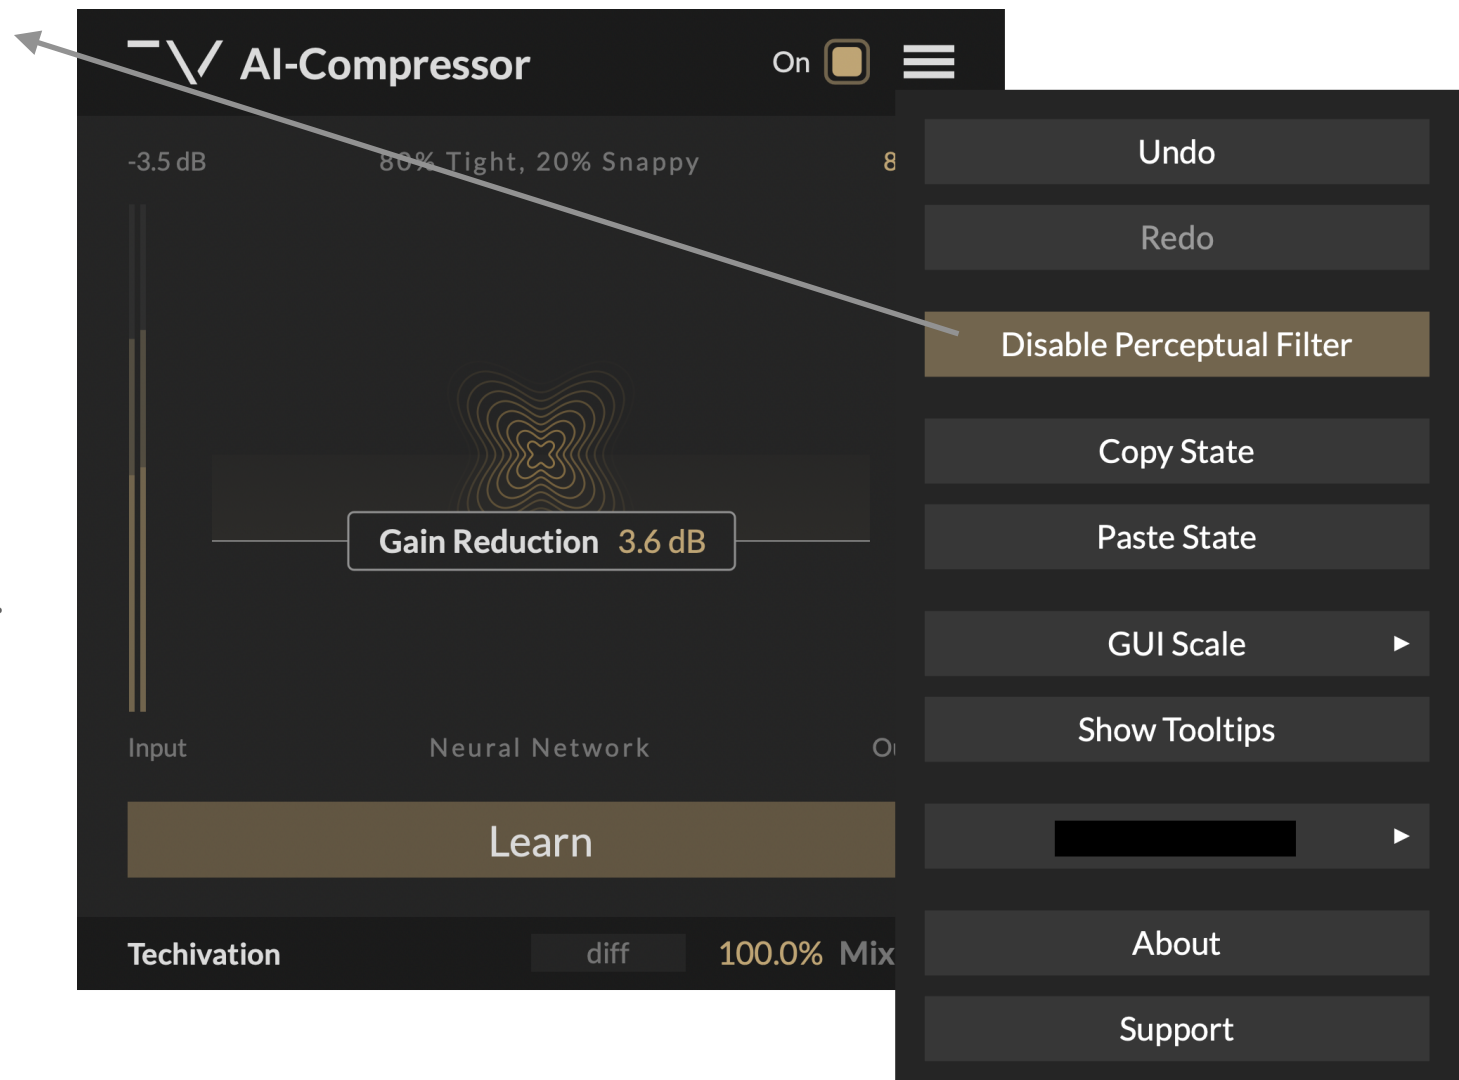 AI-Compressor
On
-3.5 dB
80% Tight, 20% Snappy
8
Gain Reduction 3.6 dB
Input
Neural Network
Learn
Techivation
diff
100.0% Mix
Undo
Redo
Disable Perceptual Filter
Copy State
Paste State
GUI Scale
Show Tooltips
About
Support